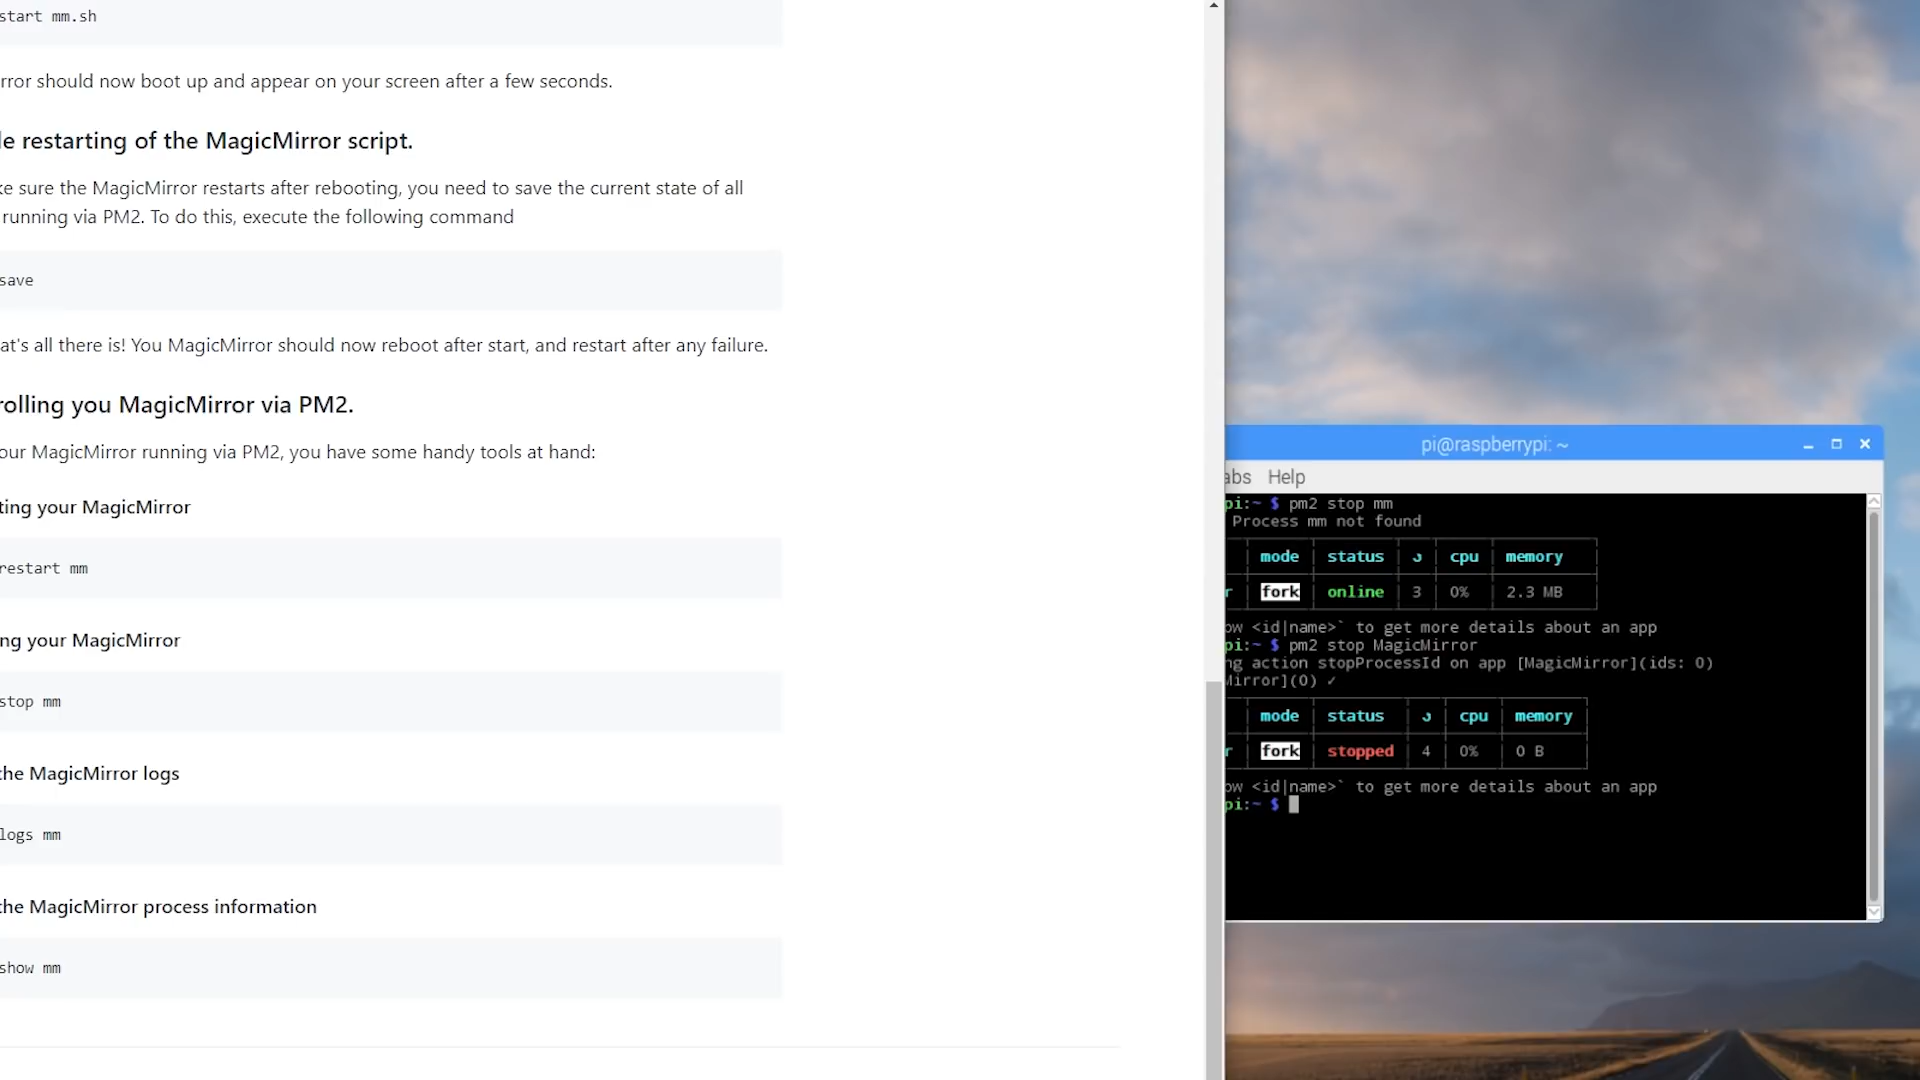 start mm.sh
rror should now boot up and appear on your screen after a few seconds.
le restarting of the MagicMirror script.
ke sure the MagicMirror restarts after rebooting, you need to save the current state of all
running via PM2. To do this, execute the following command
save
at's all there is! You MagicMirror should now reboot after start, and restart after any failure.
rolling you MagicMirror via PM2.
our MagicMirror running via PM2, you have some handy tools at hand:
ting your MagicMirror
restart mm
ng your MagicMirror
stop mm
the MagicMirror logs
logs mm
the MagicMirror process information
show mm
pi@raspberrypi: ~
abs Help
pi:~ $ pm2 stop mm
Process mm not found
mode status ↺ cpu memory
r fork online 3 0% 2.3 MB
ow <id|name>` to get more details about an app
pi:~ $ pm2 stop MagicMirror
ng action stopProcessId on app [MagicMirror](ids: 0)
Mirror](0) ✓
mode status ↺ cpu memory
r fork stopped 4 0% 0 B
ow <id|name>` to get more details about an app
pi:~ $